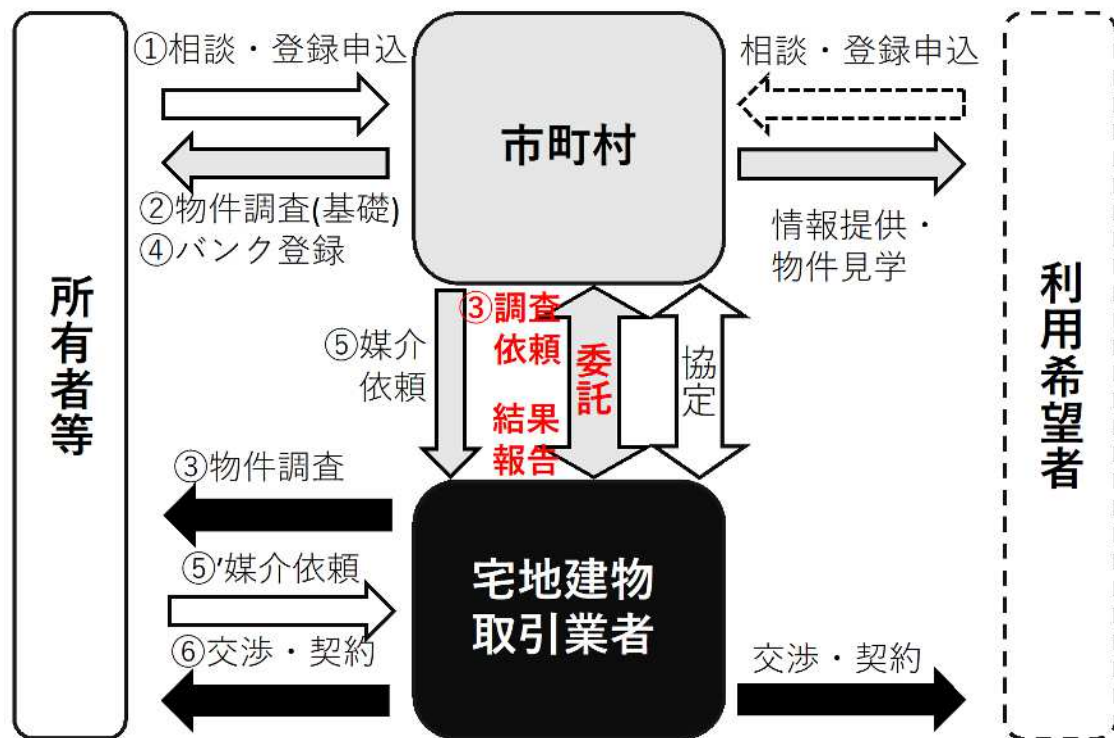 ①相談・登録申込
相談・登録申込
市町村
②物件調査(基礎)
④バンク登録
情報提供・
物件見学
所有者等
利用希望者
⑤媒介
依頼
③調査
依頼
結果
報告
委託
協定
③物件調査
⑤’媒介依頼
⑥交渉・契約
宅地建物
取引業者
交渉・契約